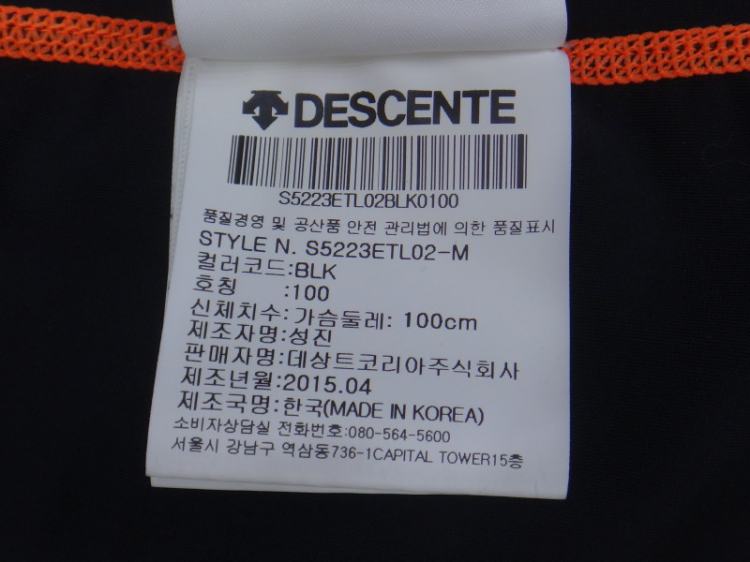 DESCENTE
S5223ETL02BLK0100
품질경영 및 공산품 안전 관리법에 의한 품질표시
STYLE N. S5223ETL02-M
컬러코드:BLK
호칭 :100
신체치수: 가슴둘레: 100cm
제조자명:성진
판매자명:데상트코리아주식회사
제조년월:2015.04
제조국명:한국(MADE IN KOREA)
소비자상담실 전화번호:080-564-5600
서울시 강남구 역삼동736-1CAPITAL TOWER15층